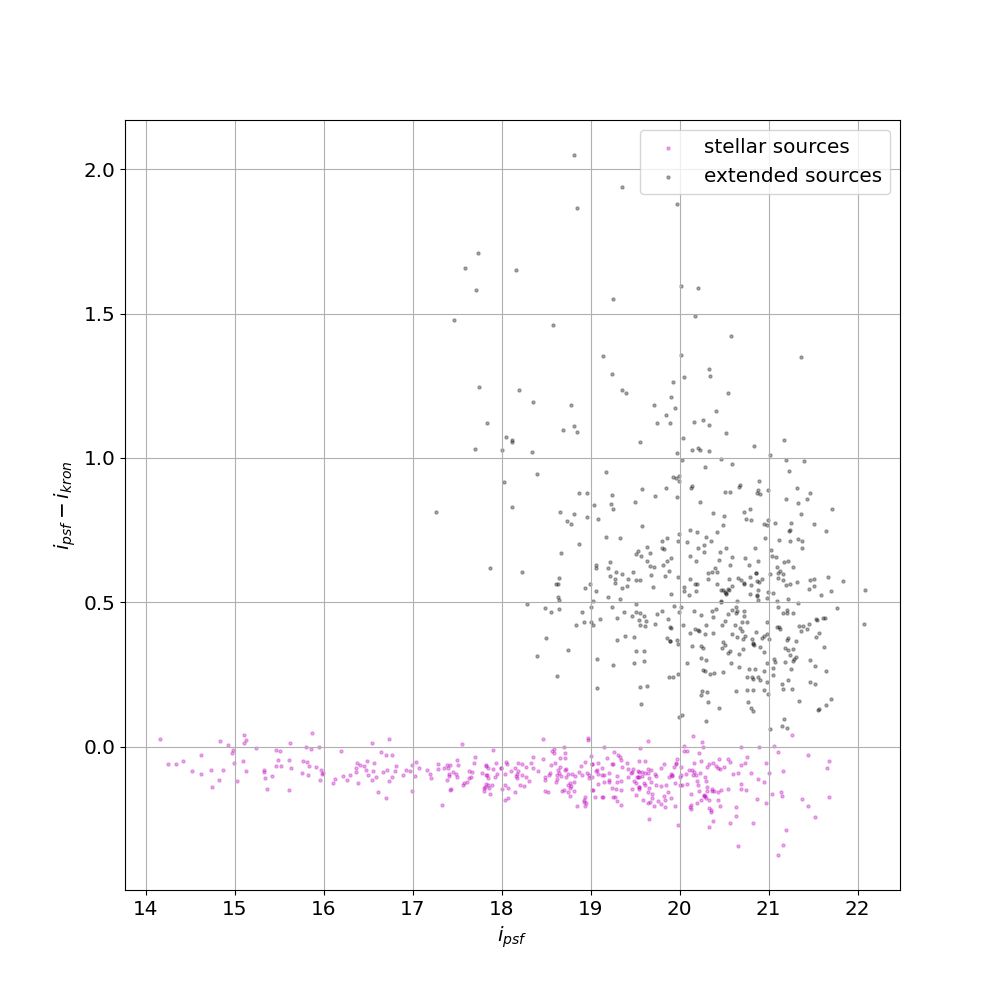 stellar sources
extended sources
2.0
1.5
1.0
0.5
0.0
i_psf − i_kron
14 15 16 17 18 19 20 21 22
i_psf